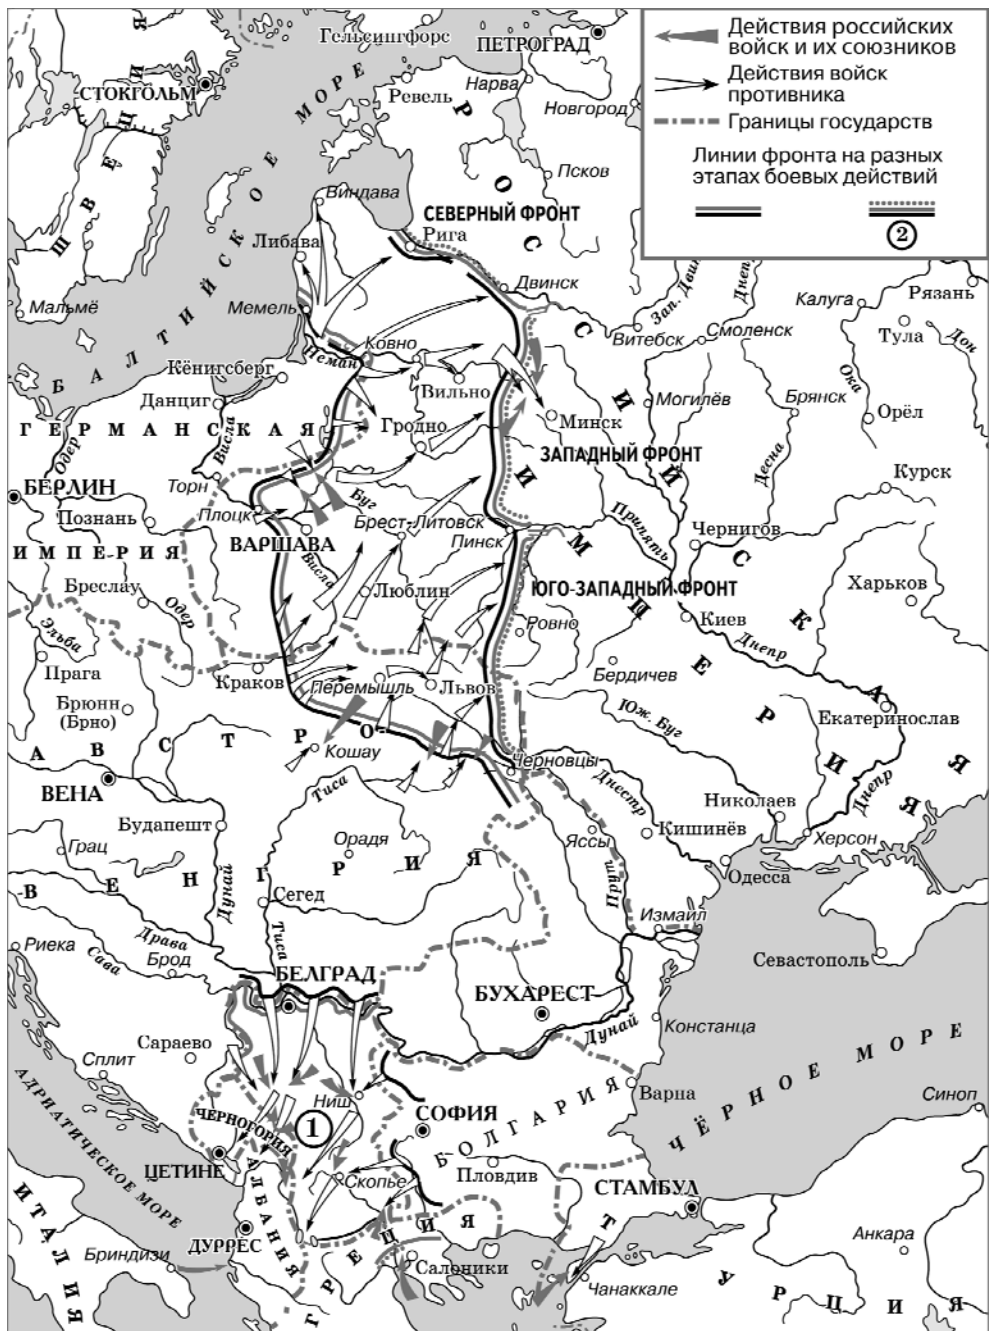 Действия российских
войск и их союзников
Действия войск
противника
Границы государств
Линии фронта на разных
этапах боевых действий
2
ШВЕЦИЯ
СТОКГОЛЬМ
Гельсингфорс
ПЕТРОГРАД
Ревель
Нарва
Новгород
Псков
БАЛТИЙСКОЕ МОРЕ
РОССИЙСКАЯ
ИМПЕРИЯ
Виндава
СЕВЕРНЫЙ ФРОНТ
Рига
Либава
Двинск
Мальмё
Мемель
Зап. Двина
Днепр
Калуга
Рязань
Витебск
Смоленск
Тула
Дон
Ока
Неман
Ковно
Кёнигсберг
Вильно
Данциг
Минск
Могилёв
Брянск
Орёл
ГЕРМАНСКАЯ
ИМПЕРИЯ
Гродно
Висла
Одер
ЗАПАДНЫЙ ФРОНТ
Десна
Курск
БЕРЛИН
Торн
Буг
Плоцк
Познань
ВАРШАВА
Брест-Литовск
Пинск
Припять
Чернигов
Висла
Бреслау
Одер
Люблин
ЮГО-ЗАПАДНЫЙ ФРОНТ
Харьков
Ровно
Киев
Эльба
Прага
Краков
Перемышль
Львов
Бердичев
Днепр
Брюнн
(Брно)
Юж. Буг
Екатеринослав
АВСТРО-
ВЕНГРИЯ
Кошау
Черновцы
ВЕНА
Тиса
Днестр
Николаев
Днепр
Будапешт
Орадя
Яссы
Кишинёв
Херсон
Грац
Одесса
Прут
Дунай
Сегед
Тиса
Измаил
Риека
Драва
Сава
Брод
БЕЛГРАД
Севастополь
БУХАРЕСТ
Дунай
Констанца
Сараево
Сплит
ЧЁРНОЕ МОРЕ
АДРИАТИЧЕСКОЕ МОРЕ
Ниш
Варна
Синоп
ЧЕРНОГОРИЯ
1
СОФИЯ
БОЛГАРИЯ
ЦЕТИНЕ
Скопье
Пловдив
СТАМБУЛ
ИТАЛИЯ
АЛБАНИЯ
ДУРРЕС
ГРЕЦИЯ
Анкара
Бриндизи
Салоники
Чанаккале
ТУРЦИЯ